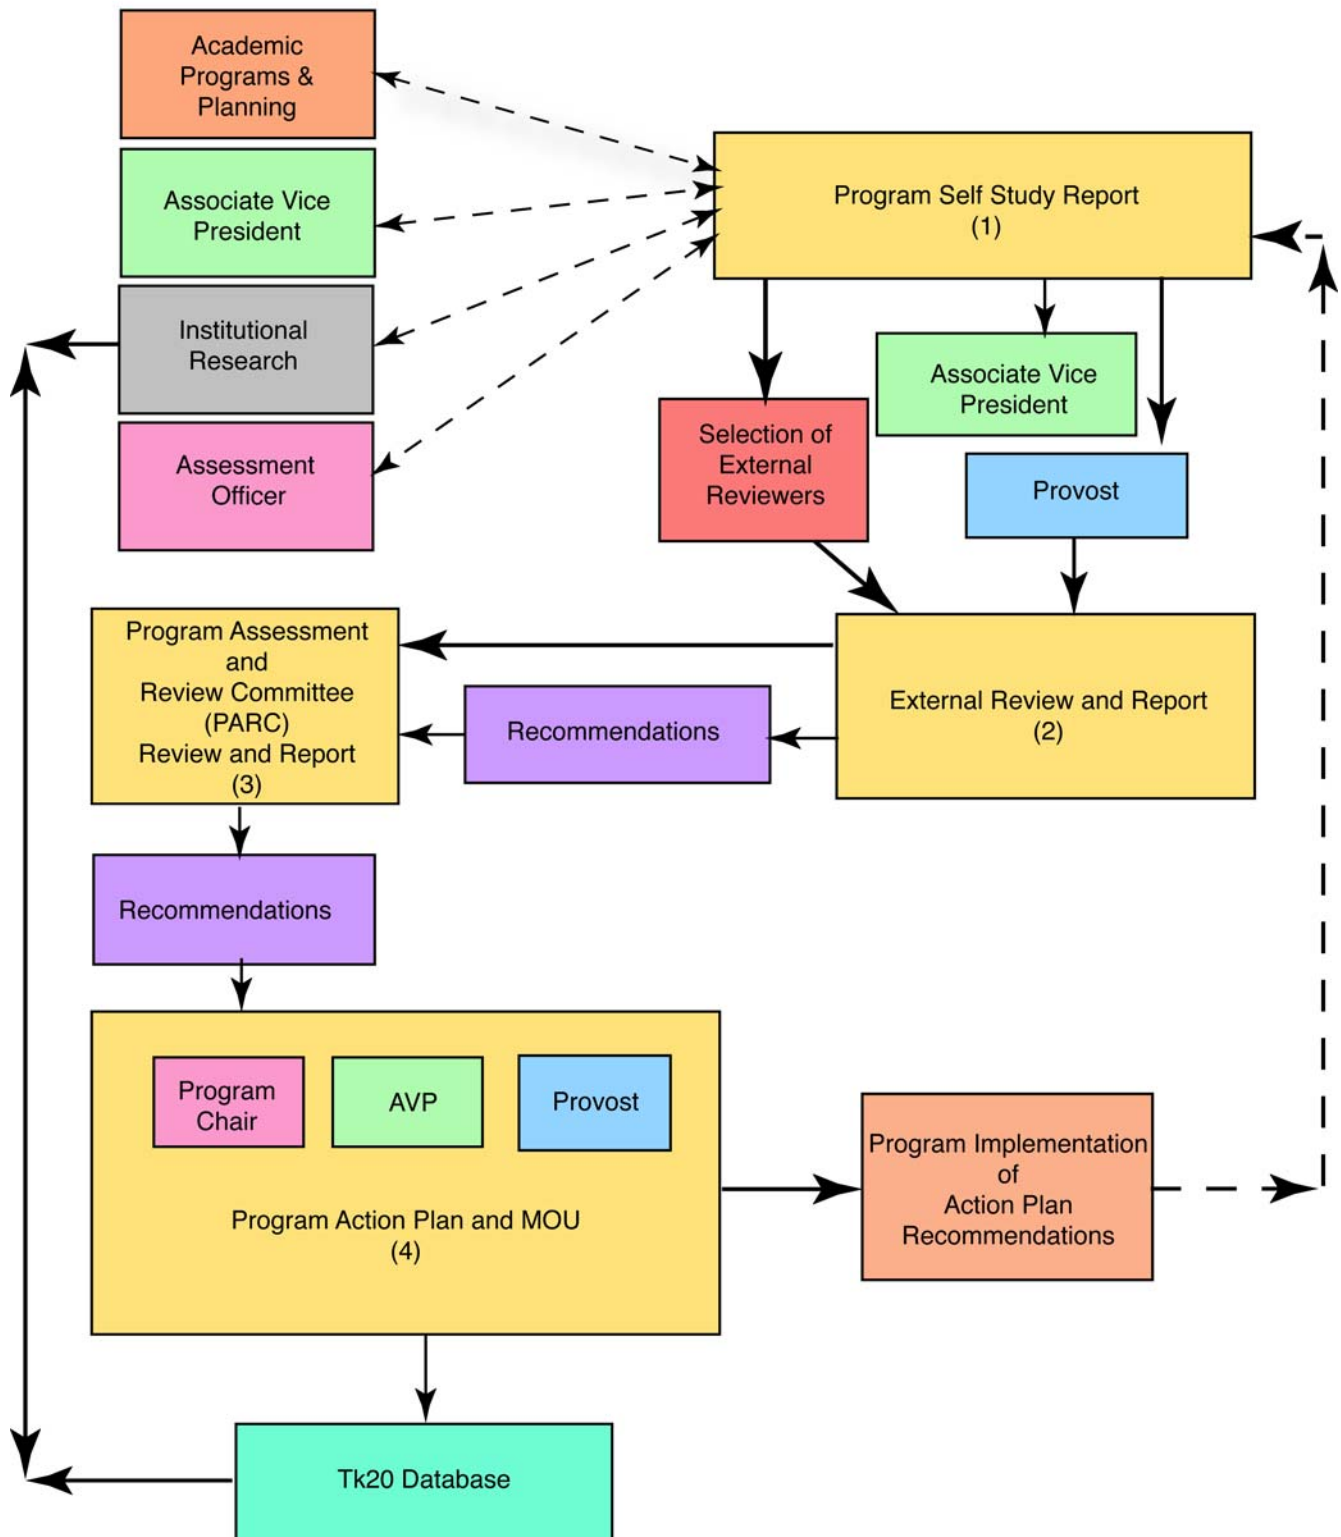 Academic
Programs &
Planning
Associate Vice
President
Institutional
Research
Assessment
Officer
Program Self Study Report
(1)
Associate Vice
President
Selection of
External
Reviewers
Provost
Program Assessment
and
Review Committee
(PARC)
Review and Report
(3)
Recommendations
External Review and Report
(2)
Recommendations
Program
Chair
AVP
Provost
Program Action Plan and MOU
(4)
Program Implementation
of
Action Plan
Recommendations
Tk20 Database